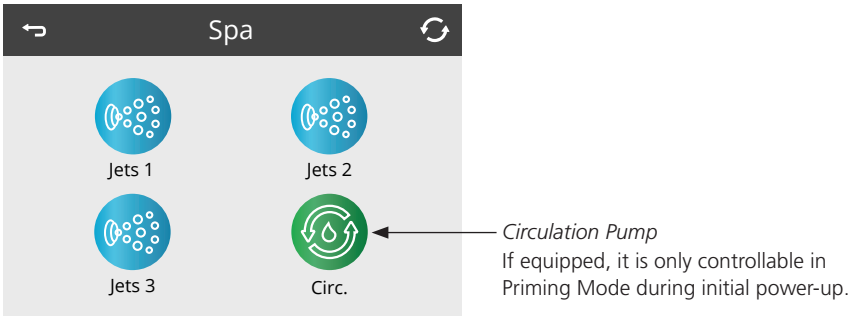 Spa
Jets 1
Jets 2
Jets 3
Circ.
Circulation Pump
If equipped, it is only controllable in
Priming Mode during initial power-up.